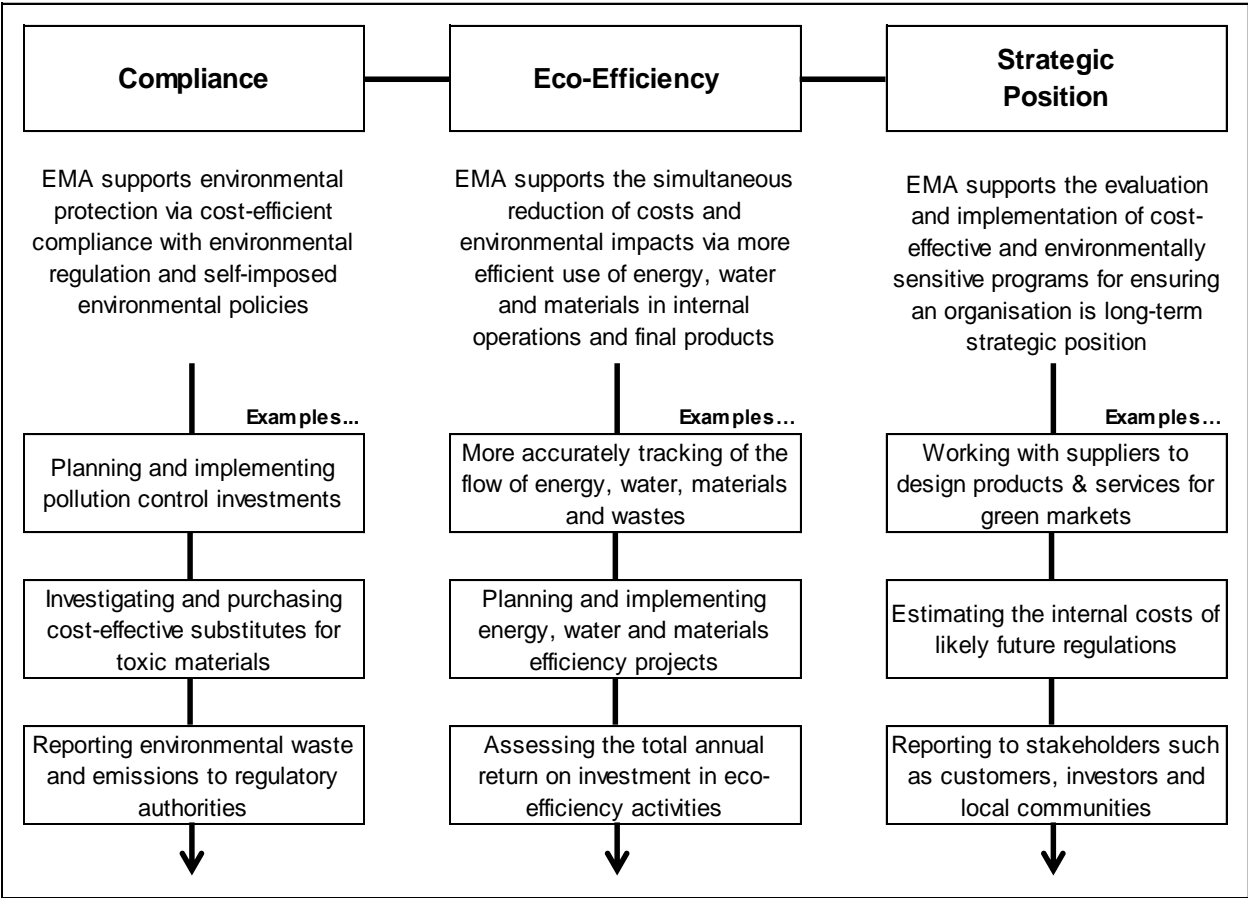 Compliance
Eco-Efficiency
Strategic
Position
EMA supports environmental
protection via cost-efficient
compliance with environmental
regulation and self-imposed
environmental policies
EMA supports the simultaneous
reduction of costs and
environmental impacts via more
efficient use of energy, water
and materials in internal
operations and final products
EMA supports the evaluation
and implementation of cost-
effective and environmentally
sensitive programs for ensuring
an organisation is long-term
strategic position
Examples...
Planning and implementing
pollution control investments
Investigating and purchasing
cost-effective substitutes for
toxic materials
Reporting environmental waste
and emissions to regulatory
authorities
Examples…
More accurately tracking of the
flow of energy, water, materials
and wastes
Planning and implementing
energy, water and materials
efficiency projects
Assessing the total annual
return on investment in eco-
efficiency activities
Examples…
Working with suppliers to
design products & services for
green markets
Estimating the internal costs of
likely future regulations
Reporting to stakeholders such
as customers, investors and
local communities